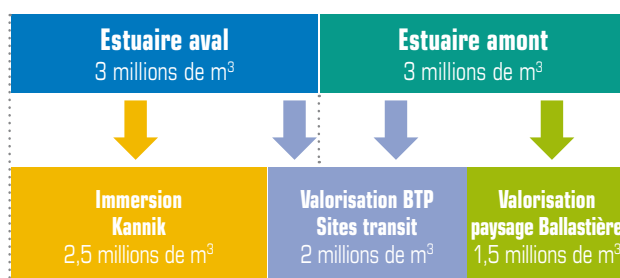 Estuaire aval
3 millions de m³
Estuaire amont
3 millions de m³
Immersion
Kannik
2,5 millions de m³
Valorisation BTP
Sites transit
2 millions de m³
Valorisation
paysage Ballastière
1,5 millions de m³